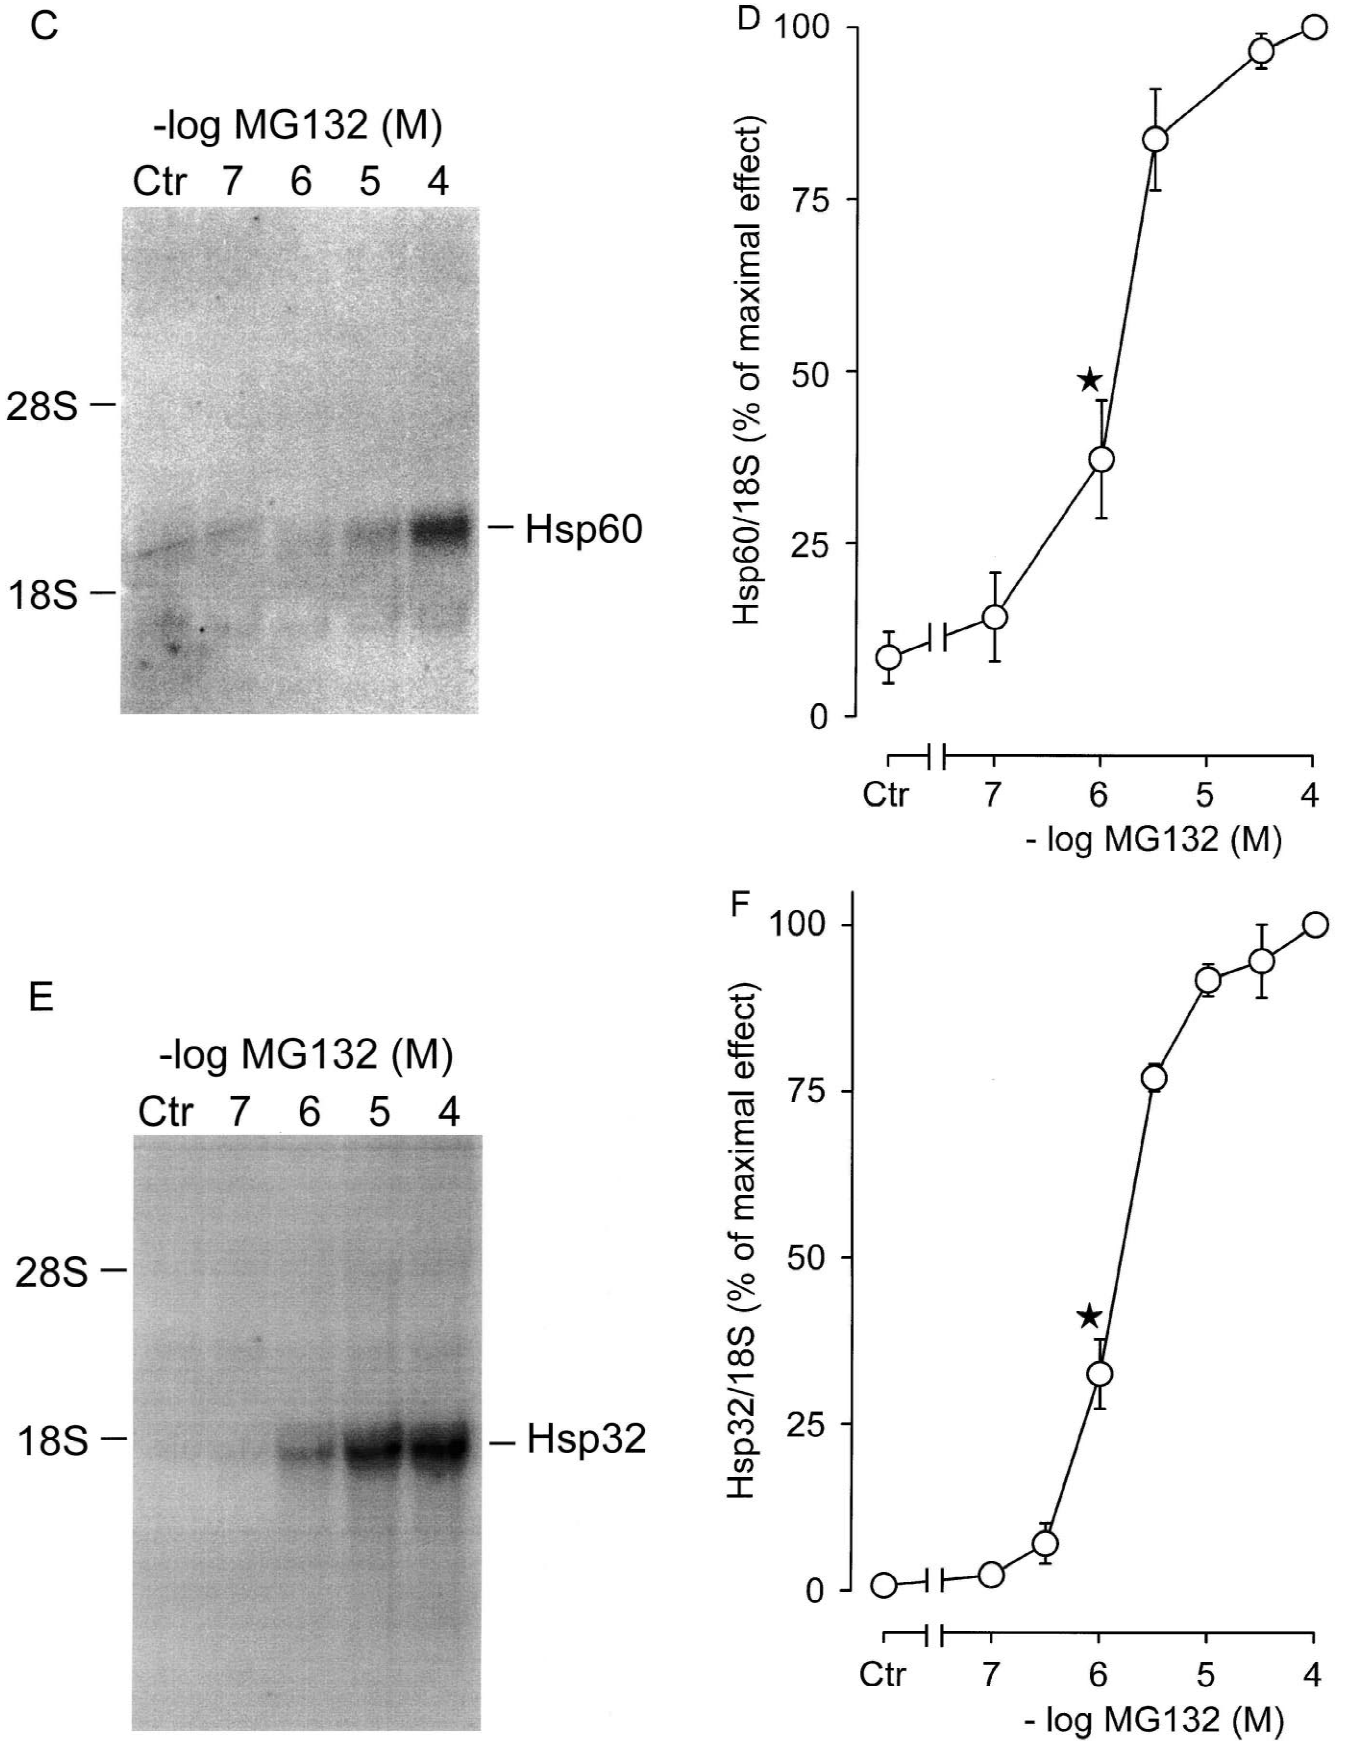 C
-log MG132 (M)
Ctr 7 6 5 4
28S
Hsp60
18S
D
100
75
50
25
0
Hsp60/18S (% of maximal effect)
★
Ctr 7 6 5 4
- log MG132 (M)
E
-log MG132 (M)
Ctr 7 6 5 4
28S
18S
Hsp32
F
100
75
50
25
0
Hsp32/18S (% of maximal effect)
★
Ctr 7 6 5 4
- log MG132 (M)